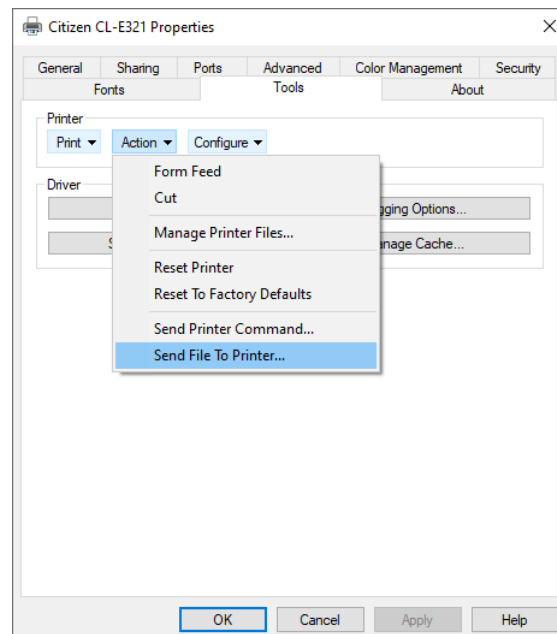 Citizen CL-E321 Properties
General Sharing Ports Advanced Color Management Security
Fonts Tools About
Printer
Print Action Configure
Form Feed
Cut
Manage Printer Files...
Reset Printer
Reset To Factory Defaults
Send Printer Command...
Send File To Printer...
Driver
Options...
Cache...
OK Cancel Apply Help